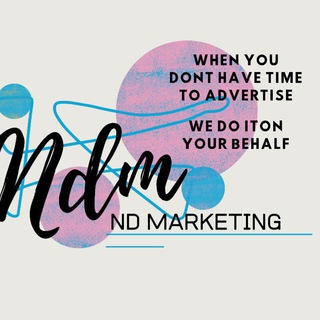 WHEN YOU
DONT HAVE TIME
TO ADVERTISE
WE DO ITON
YOUR BEHALF
Ndm
ND MARKETING